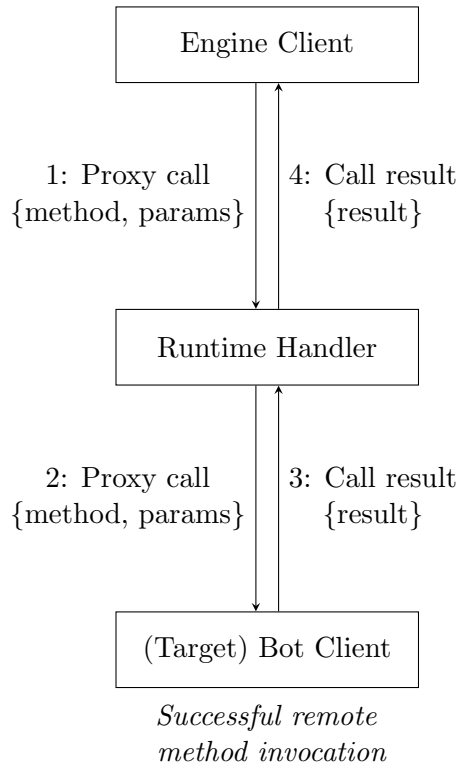 Engine Client
1: Proxy call
{method, params}
4: Call result
{result}
Runtime Handler
2: Proxy call
{method, params}
3: Call result
{result}
(Target) Bot Client
Successful remote
method invocation